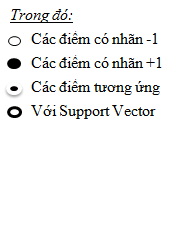 Trong đó:
Các điểm có nhãn -1
Các điểm có nhãn +1
Các điểm tương ứng
Với Support Vector